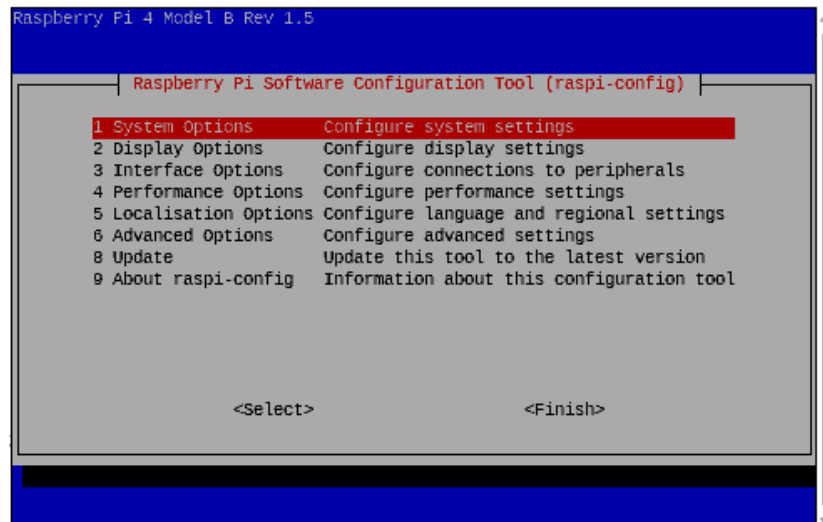 Raspberry Pi 4 Model B Rev 1.5
Raspberry Pi Software Configuration Tool (raspi-config)
1 System Options Configure system settings
2 Display Options Configure display settings
3 Interface Options Configure connections to peripherals
4 Performance Options Configure performance settings
5 Localisation Options Configure language and regional settings
6 Advanced Options Configure advanced settings
8 Update Update this tool to the latest version
9 About raspi-config Information about this configuration tool
<Select> <Finish>